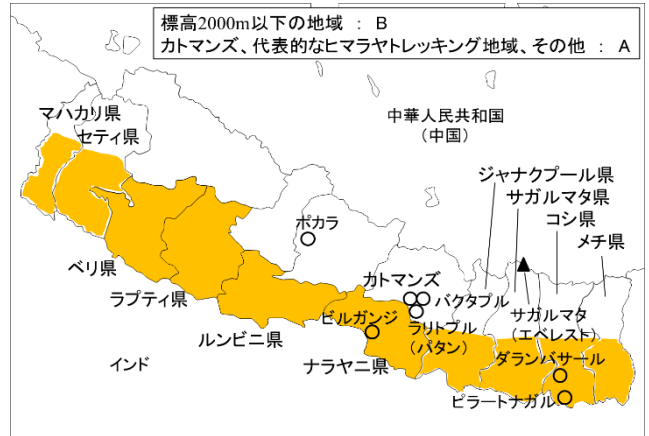 標高2000m以下の地域 : B
カトマンズ、代表的なヒマラヤトレッキング地域、その他 : A
マハカリ県
セティ県
中華人民共和国
(中国)
ジャナクプール県
サガルマタ県
コシ県
メチ県
ポカラ
ベリ県
カトマンズ
バクタプル
サガルマタ
(エベレスト)
ラプティ県
ビルガンジ
ラリトプル
(パタン)
ルンビニ県
ダランバサール
インド
ナラヤニ県
ピラートナガル